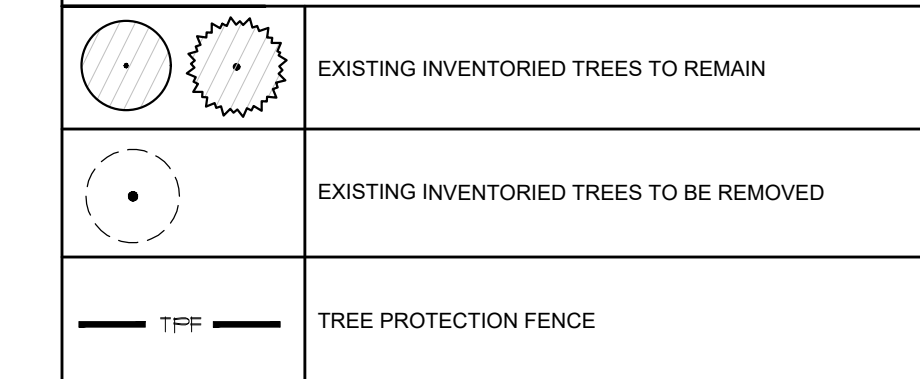 EXISTING INVENTORIED TREES TO REMAIN
EXISTING INVENTORIED TREES TO BE REMOVED
TPF
TREE PROTECTION FENCE